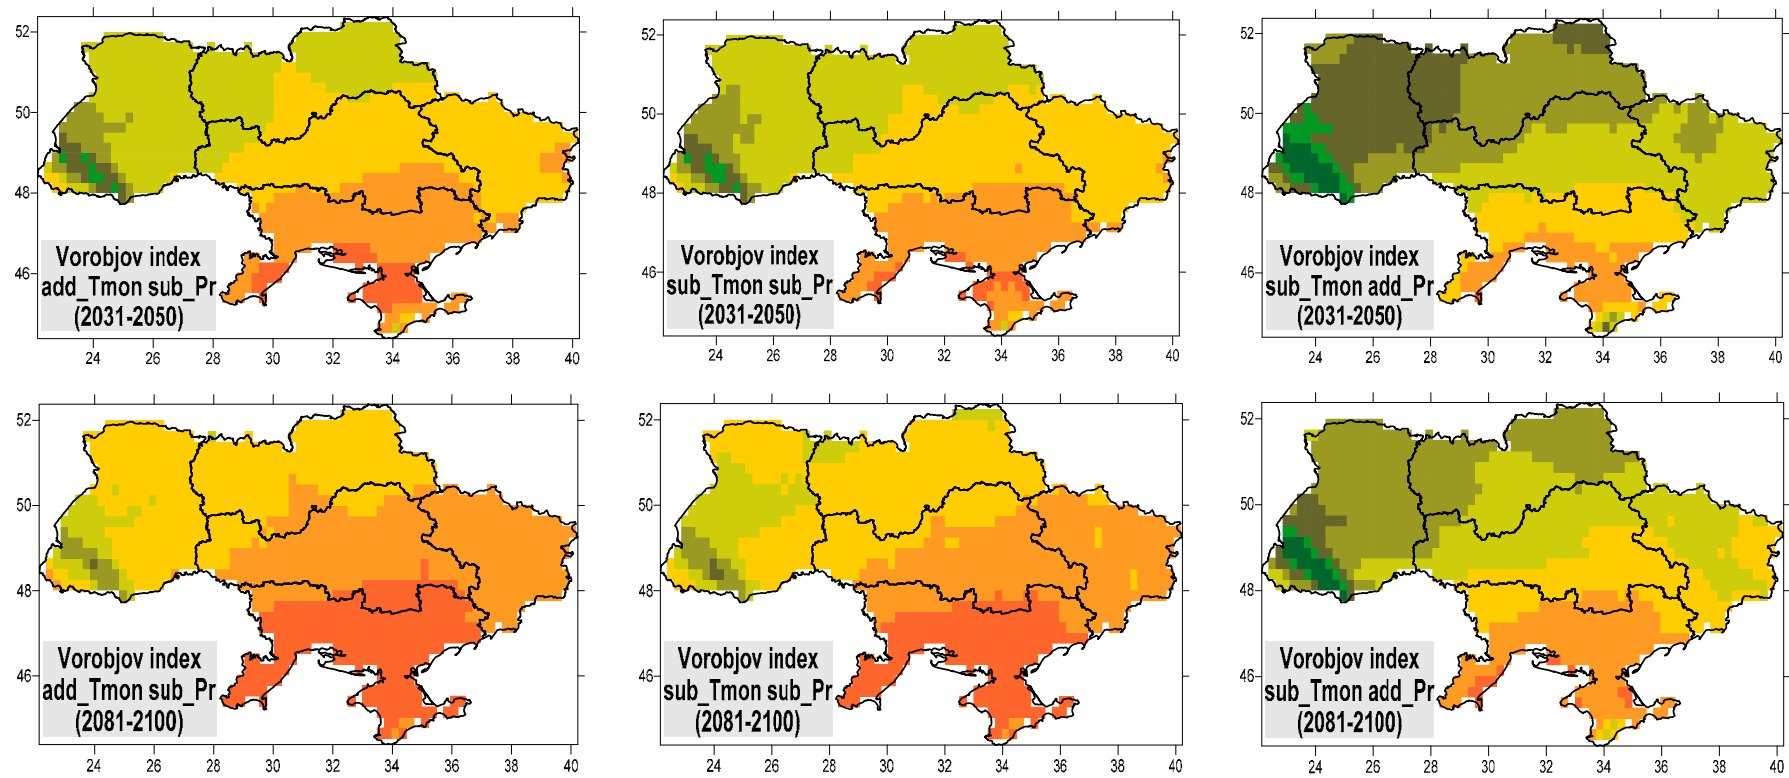 52
50
48
46
Vorobjov index
add_Tmon sub_Pr
(2031-2050)
24 26 28 30 32 34 36 38 40
52
50
48
46
Vorobjov index
sub_Tmon sub_Pr
(2031-2050)
24 26 28 30 32 34 36 38 40
52
50
48
46
Vorobjov index
sub_Tmon add_Pr
(2031-2050)
24 26 28 30 32 34 36 38 40
52
50
48
46
Vorobjov index
add_Tmon sub_Pr
(2081-2100)
24 26 28 30 32 34 36 38 40
52
50
48
46
Vorobjov index
sub_Tmon sub_Pr
(2081-2100)
24 26 28 30 32 34 36 38 40
52
50
48
46
Vorobjov index
sub_Tmon add_Pr
(2081-2100)
24 26 28 30 32 34 36 38 40